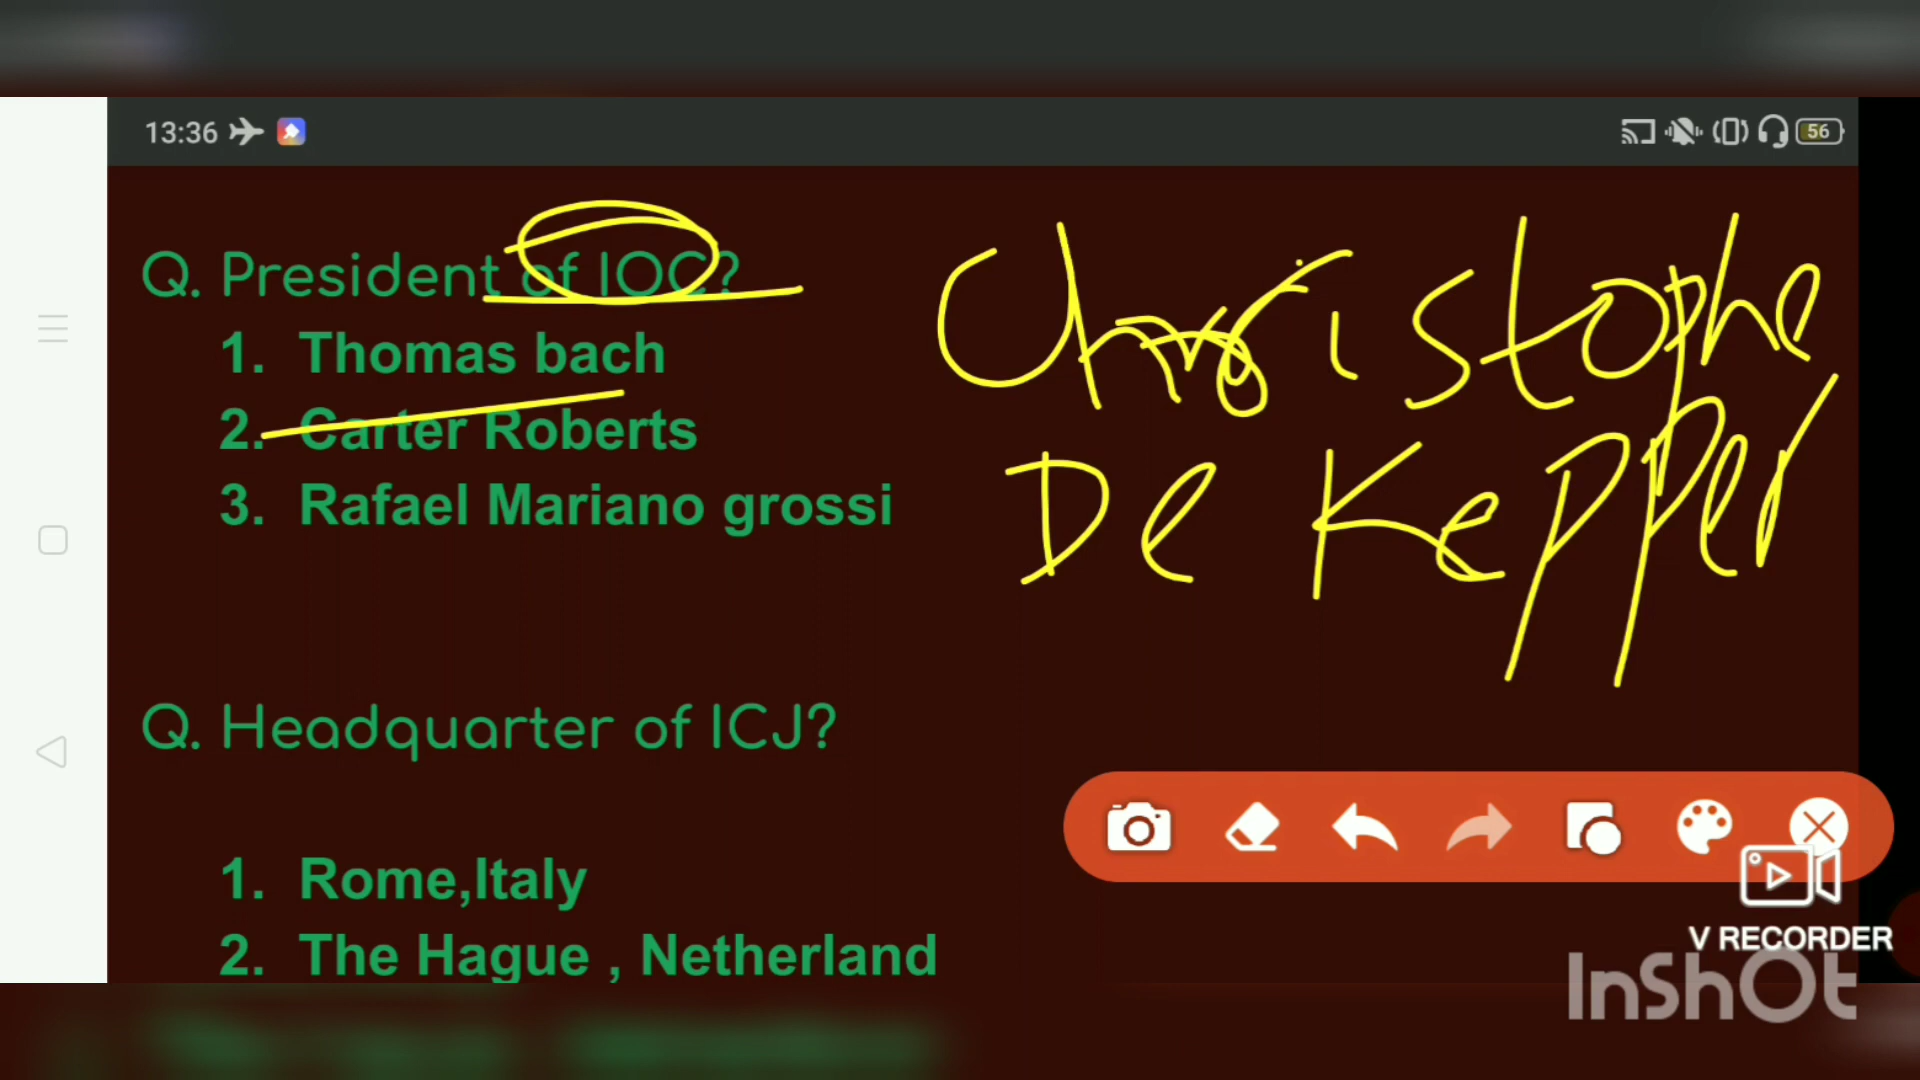 13:36
56
Q. President of IOC?
1. Thomas bach
2. Carter Roberts
3. Rafael Mariano grossi
Christophe
De Kepper
Q. Headquarter of ICJ?
1. Rome,Italy
2. The Hague , Netherland
V RECORDER
InShOt